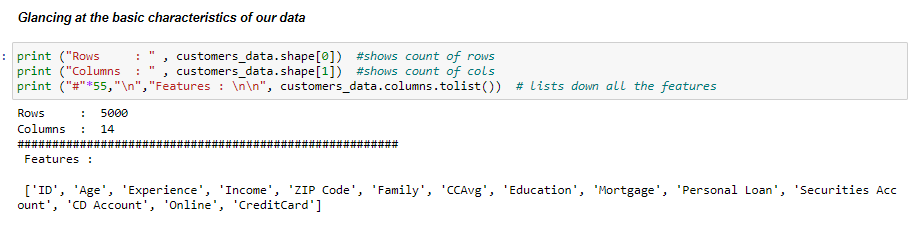 Glancing at the basic characteristics of our data
: print ("Rows     : " , customers_data.shape[0])  #shows count of rows
print ("Columns  : " , customers_data.shape[1])  #shows count of cols
print ("#"*55,"\n","Features : \n\n", customers_data.columns.tolist())  # lists down all the features
Rows     :  5000
Columns  :  14
#######################################################
 Features :
 ['ID', 'Age', 'Experience', 'Income', 'ZIP Code', 'Family', 'CCAvg', 'Education', 'Mortgage', 'Personal Loan', 'Securities Acc
ount', 'CD Account', 'Online', 'CreditCard']